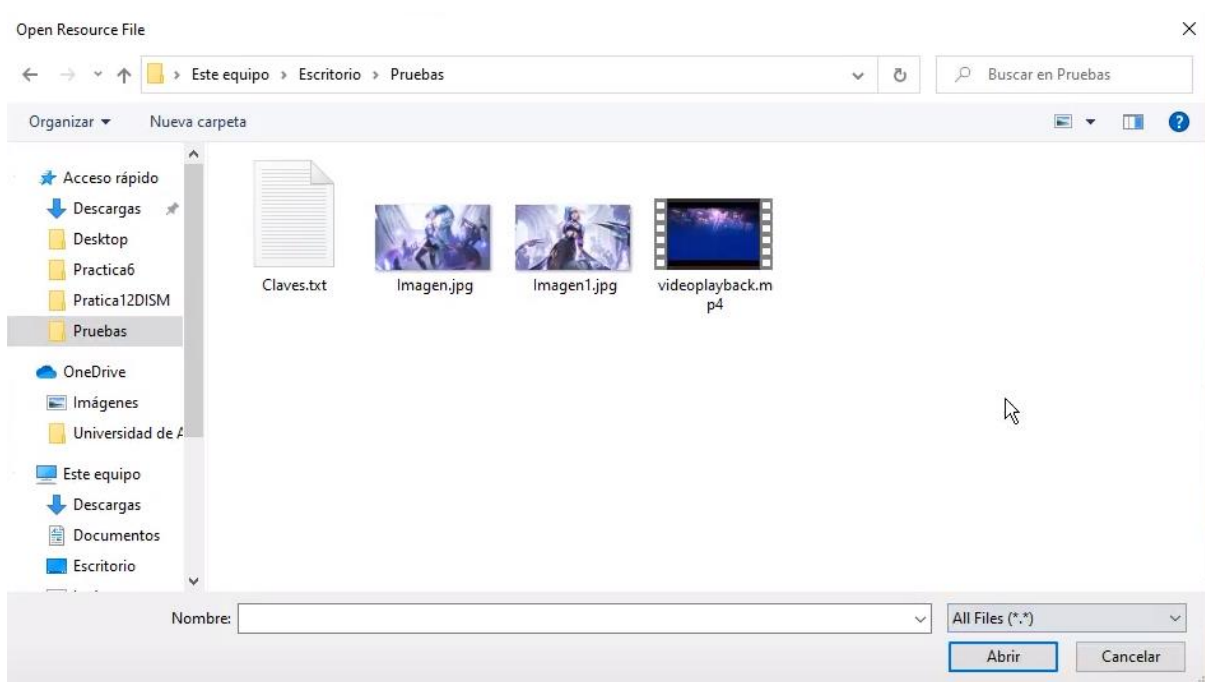 Open Resource File
Este equipo › Escritorio › Pruebas
Buscar en Pruebas
Organizar
Nueva carpeta
Acceso rápido
Descargas
Desktop
Practica6
Pratica12DISM
Pruebas
OneDrive
Imágenes
Universidad de A
Este equipo
Descargas
Documentos
Escritorio
Claves.txt
Imagen.jpg
Imagen1.jpg
videoplayback.m
p4
Nombre:
All Files (*.*)
Abrir
Cancelar